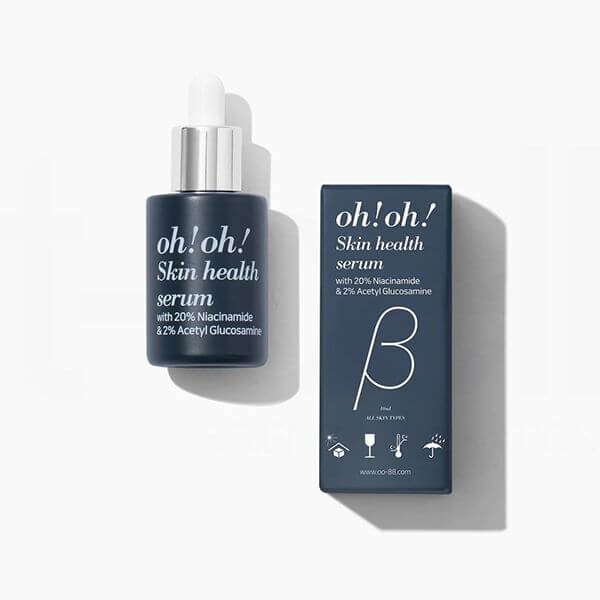 oh! oh!
Skin health
serum
with 20% Niacinamide
& 2% Acetyl Glucosamine
oh! oh!
Skin health
serum
with 20% Niacinamide
& 2% Acetyl Glucosamine
β
ALL SKIN TYPES
www.oo-88.com